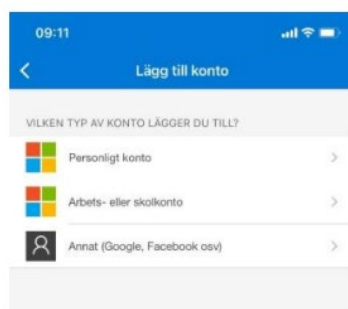 09:11
Lägg till konto
VILKEN TYP AV KONTO LÄGGER DU TILL?
Personligt konto
Arbets- eller skolkonto
Annat (Google, Facebook osv)